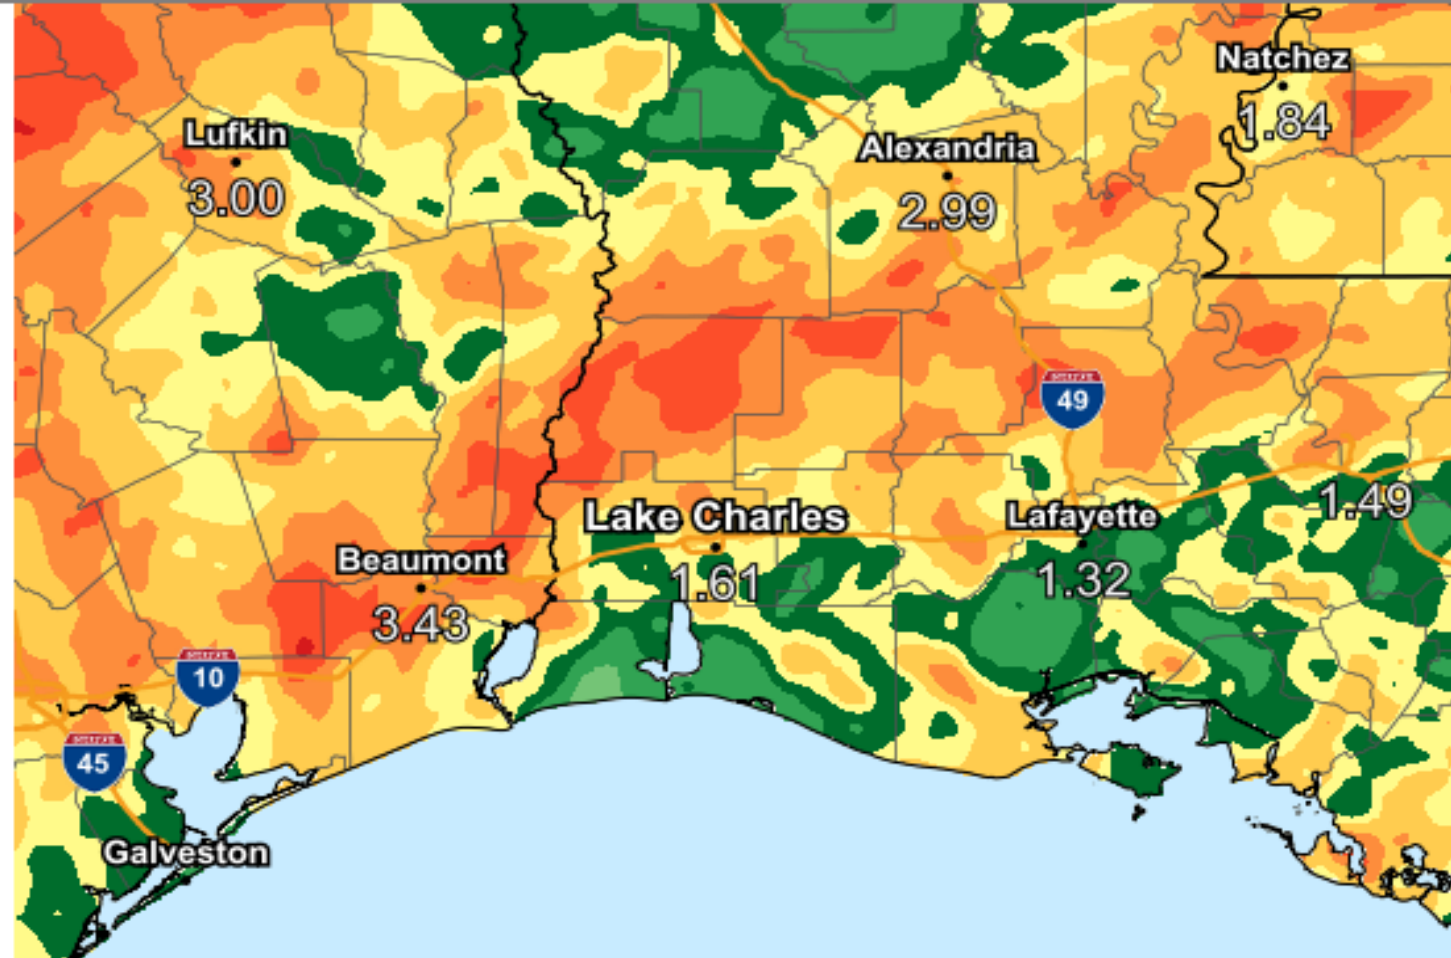 Natchez
1.84
Lufkin
3.00
Alexandria
2.99
49
Lake Charles
1.61
Lafayette
1.32
1.49
Beaumont
3.43
10
45
Galveston